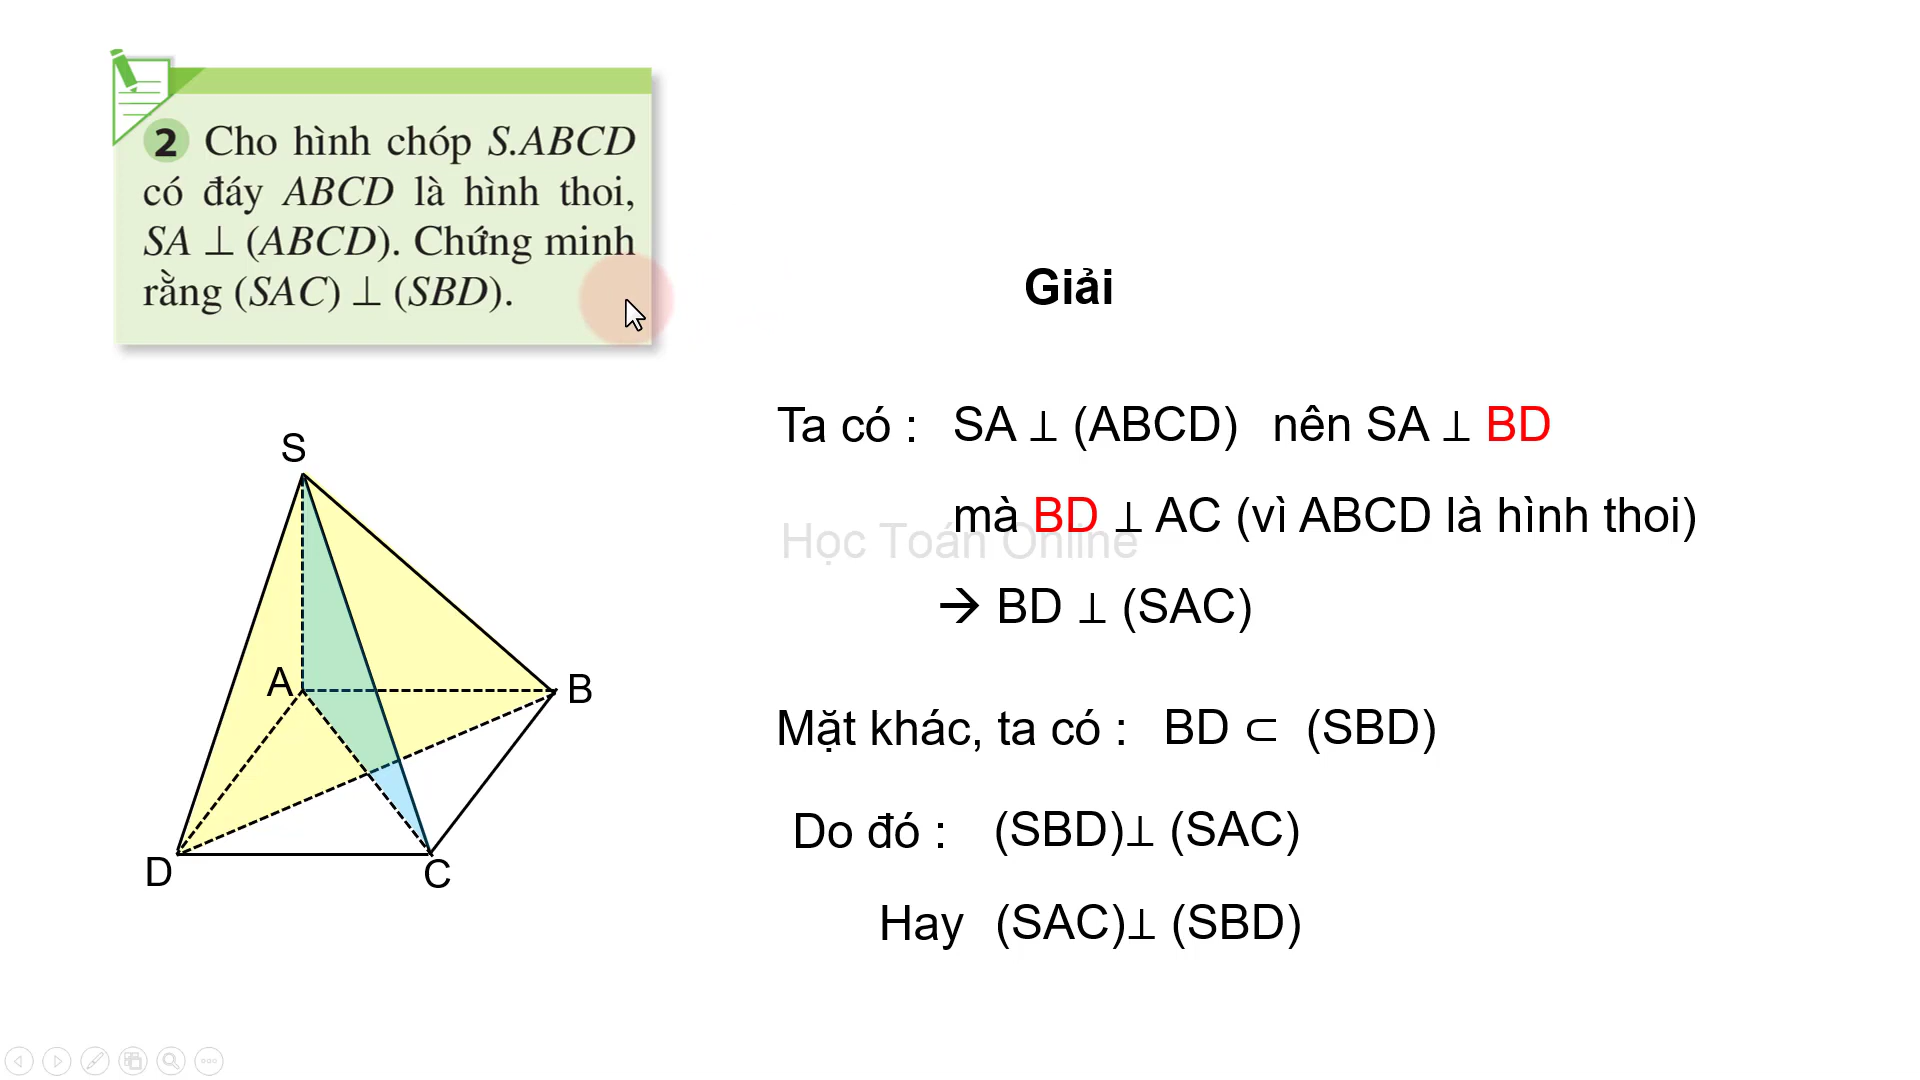 2 Cho hình chóp S.ABCD
có đáy ABCD là hình thoi,
SA ⊥ (ABCD). Chứng minh
rằng (SAC) ⊥ (SBD).
Giải
Ta có : SA ⊥ (ABCD) nên SA ⊥ BD
mà BD ⊥ AC (vì ABCD là hình thoi)
Học Toán Online
→ BD ⊥ (SAC)
Mặt khác, ta có : BD ⊂ (SBD)
Do đó : (SBD)⊥ (SAC)
Hay (SAC)⊥ (SBD)
S
A
B
D
C